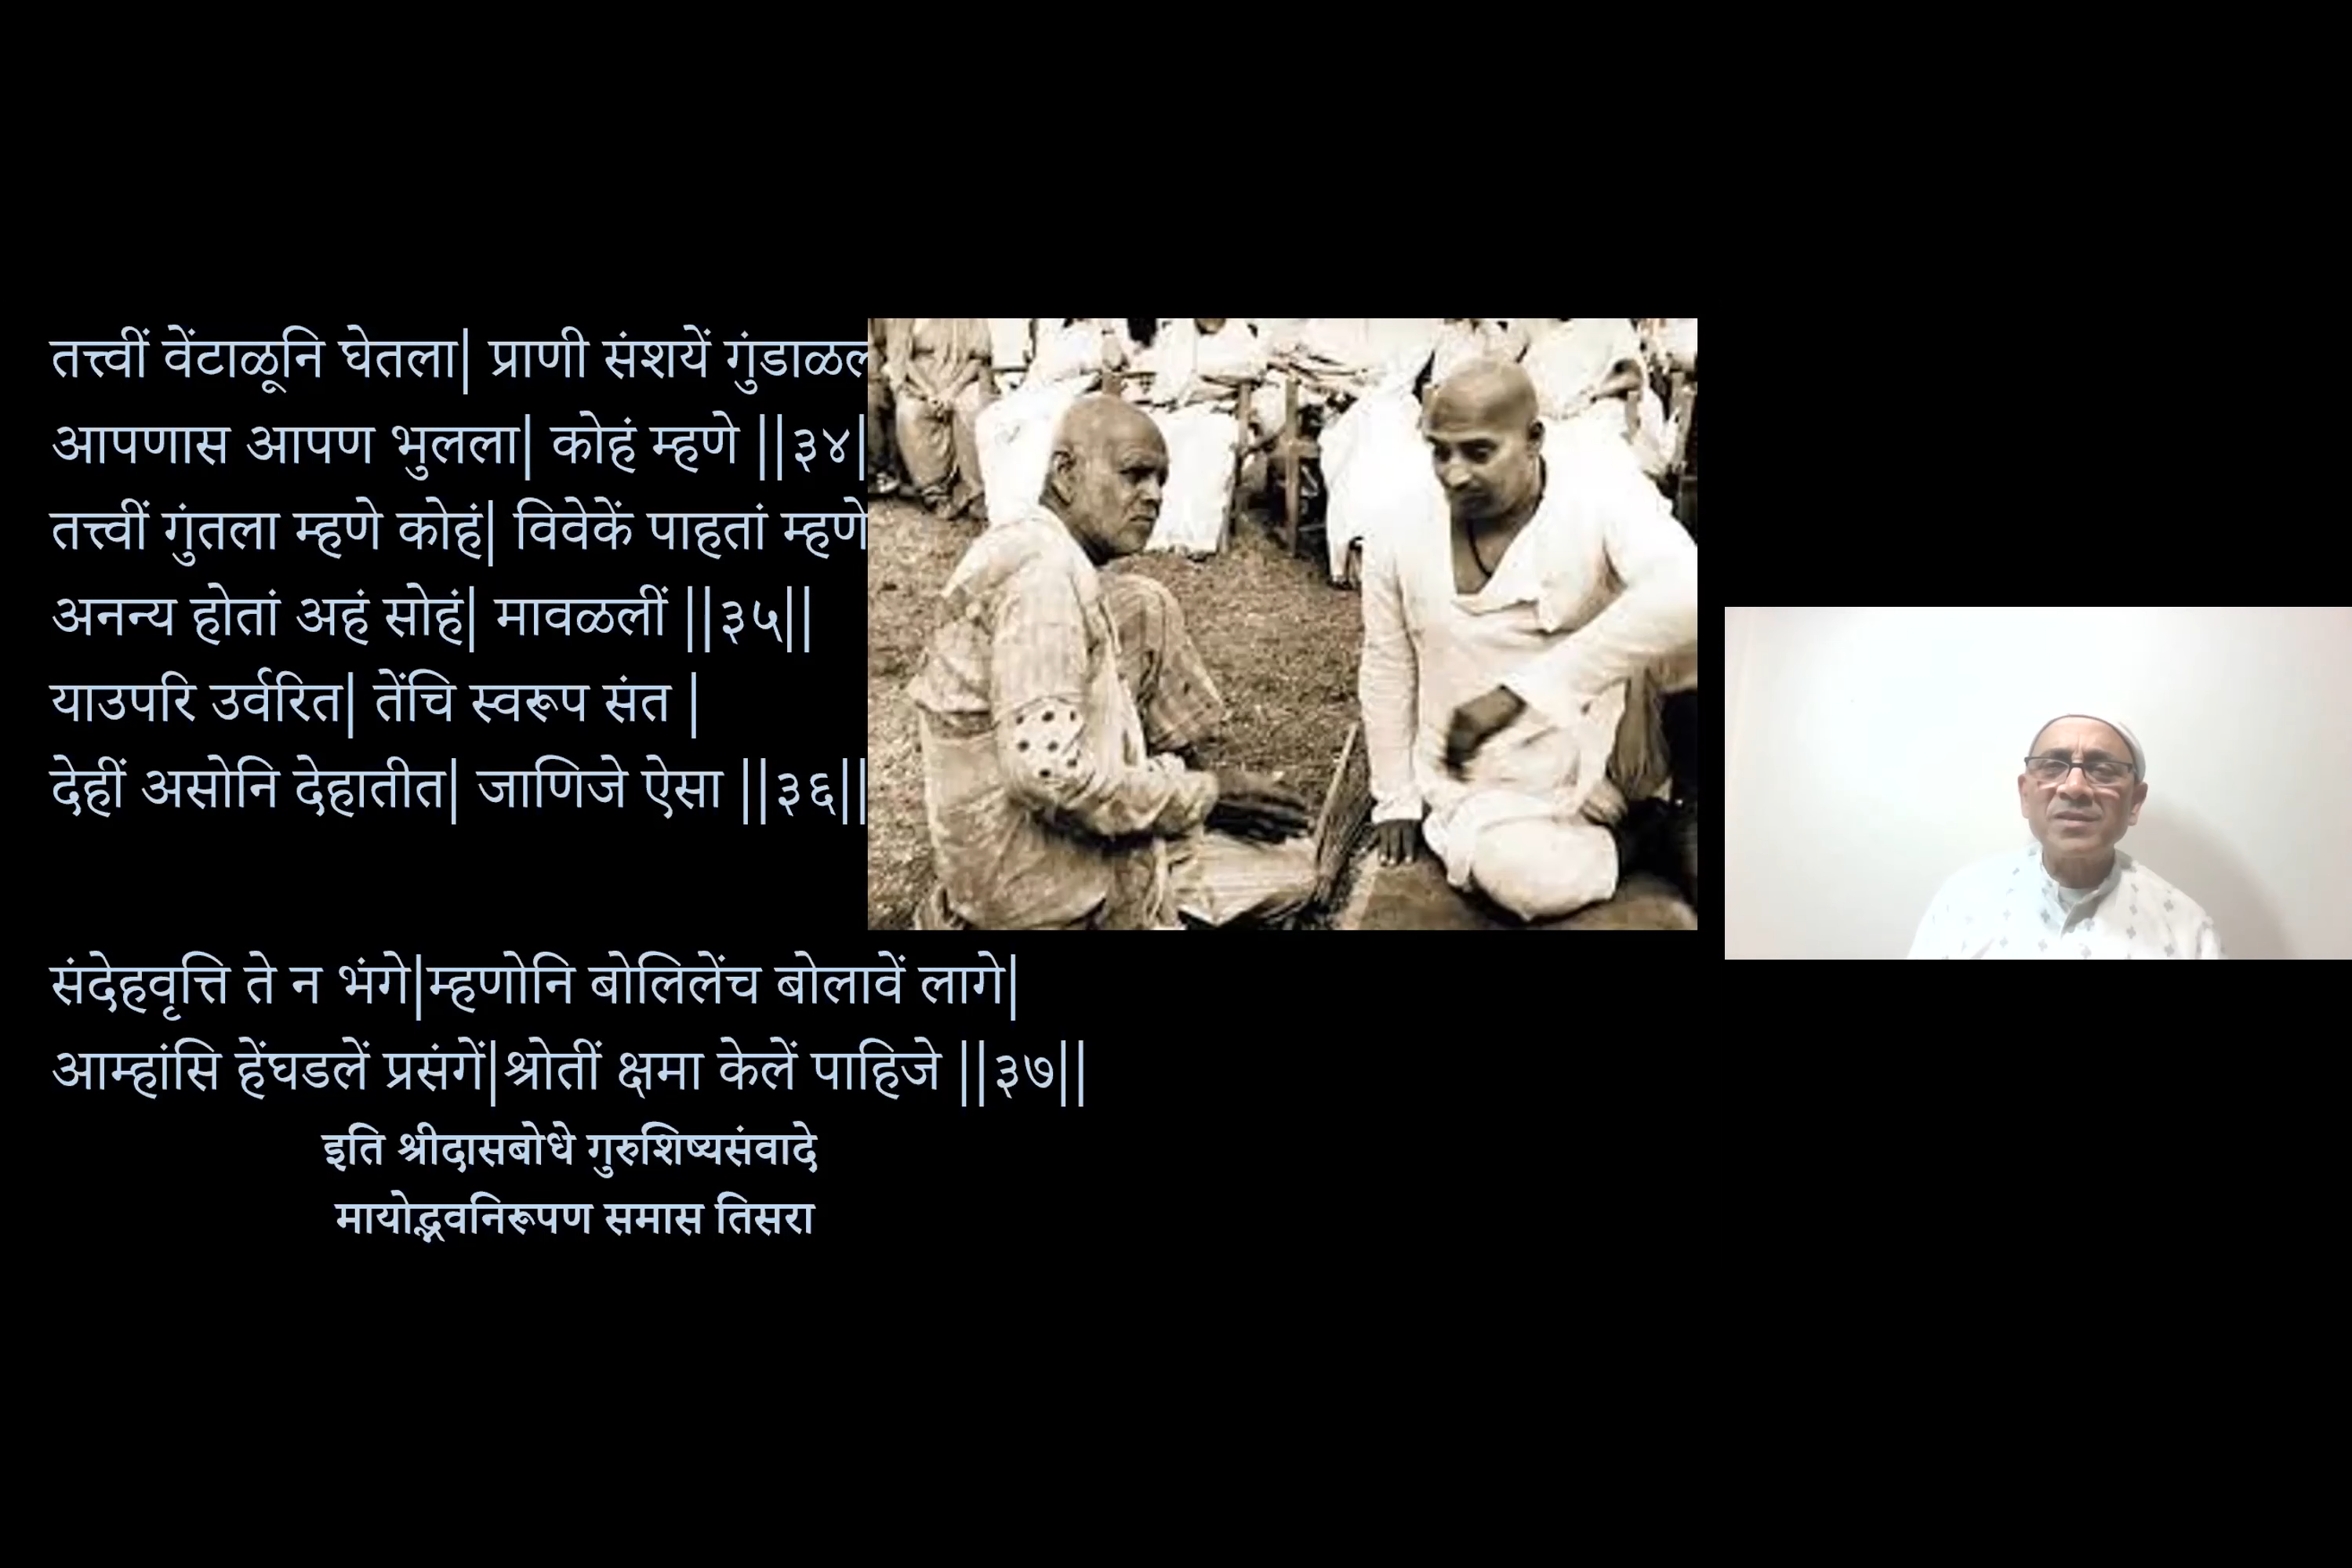 तत्त्वीं वेंटाळूनि घेतला| प्राणी संशयें
आपणास आपण भुलला| कोहं म्हणे ||३४|
तत्त्वीं गुंतला म्हणे कोहं| विवेकें पाहतां म्हणे
अनन्य होतां अहं सोहं| मावळलीं ||३५||
याउपरि उर्वरित| तेंचि स्वरूप संत |
देहीं असोनि देहातीत| जाणिजे ऐसा ||३६||
संदेहवृत्ति ते न भंगे|म्हणोनि बोलिलेंच बोलावें लागे|
आम्हांसि हेंघडलें प्रसंगें|श्रोतीं क्षमा केलें पाहिजे ||३७||
इति श्रीदासबोधे गुरुशिष्यसंवादे
मायोद्भवनिरूपण समास तिसरा